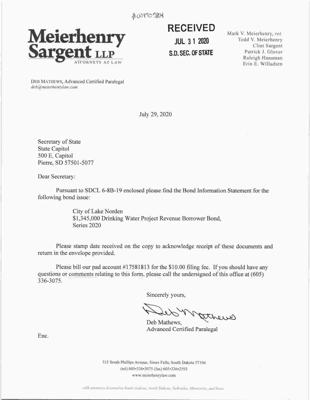 RECEIVED
JUL 31 2020
S.D. SEC. OF STATE
Meierhenry
Sargent LLP
ATTORNEYS AT LAW
Mark V. Meierhenry, ret
Todd V. Meierhenry
Clint Sargent
Patrick J. Glover
Raleigh Hansman
Erin E. Willadsen
DEB MATHEWS, Advanced Certified Paralegal
deb@meierhenrylaw.com
July 29, 2020
Secretary of State
State Capitol
500 E. Capitol
Pierre, SD 57501-5077
Dear Secretary:
Pursuant to SDCL 6-8B-19 enclosed please find the Bond Information Statement for the
following bond issue:
City of Lake Norden
$1,345,000 Drinking Water Project Revenue Borrower Bond,
Series 2020
Please stamp date received on the copy to acknowledge receipt of these documents and
return in the envelope provided.
Please bill our pad account #17581813 for the $10.00 filing fee. If you should have any
questions or comments relating to this form, please call the undersigned of this office at (605)
336-3075.
Sincerely yours,
Deb Mathews
Deb Mathews,
Advanced Certified Paralegal
Enc.
315 South Phillips Avenue, Sioux Falls, South Dakota 57104
(tel) 605•336•3075 (fax) 605•336•2593
www.meierhenrylaw.com
with attorneys licensed in South Dakota, North Dakota, Nebraska, Minnesota, and Iowa